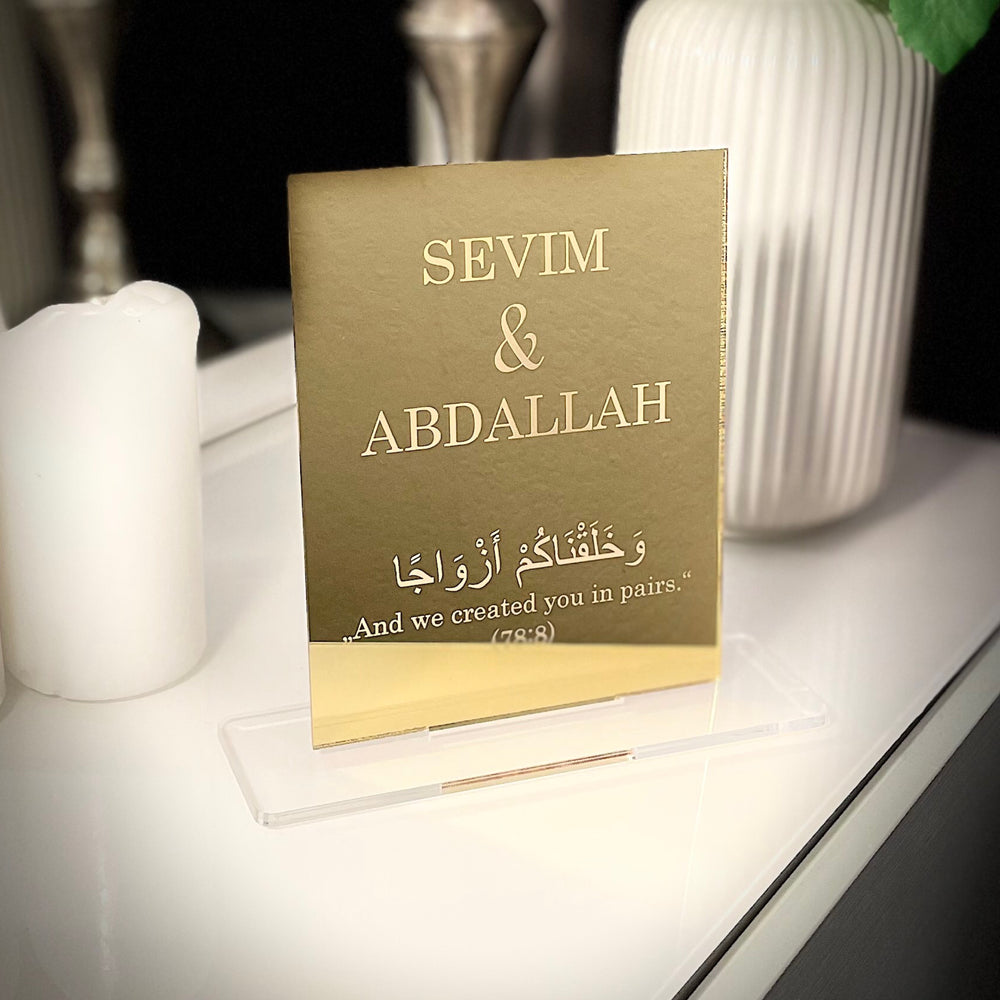 SEVIM
&
ABDALLAH
وَخَلَقْنَاكُمْ أَزْوَاجًا
„And we created you in pairs.“
(78:8)